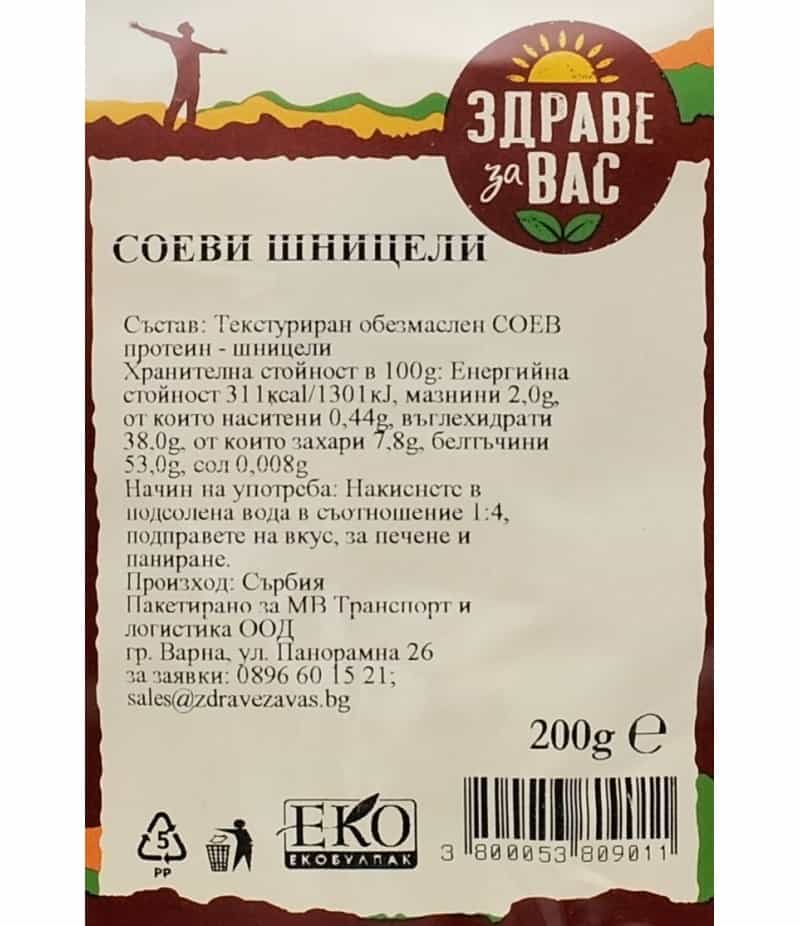 ЗДРАВЕ
за ВАС
СОЕВИ ШНИЦЕЛИ
Състав: Текстуриран обезмаслен СОЕВ
протеин - шницели
Хранителна стойност в 100g: Енергийна
стойност 311kcal/1301кJ, мазнини 2,0g,
от които наситени 0,44g, въглехидрати
38,0g, от които захари 7,8g, белтъчини
53,0g, сол 0,008g
Начин на употреба: Накиснете в
подсолена вода в съотношение 1:4,
подправете на вкус, за печене и
паниране.
Произход: Сърбия
Пакетирано за МВ Транспорт и
логистика ООД
гр. Варна, ул. Панорамна 26
за заявки: 0896 60 15 21;
sales@zdravezavas.bg
200g ℮
5
PP
ЕКО
ЕКОБУЛПАК
3 800053 809011